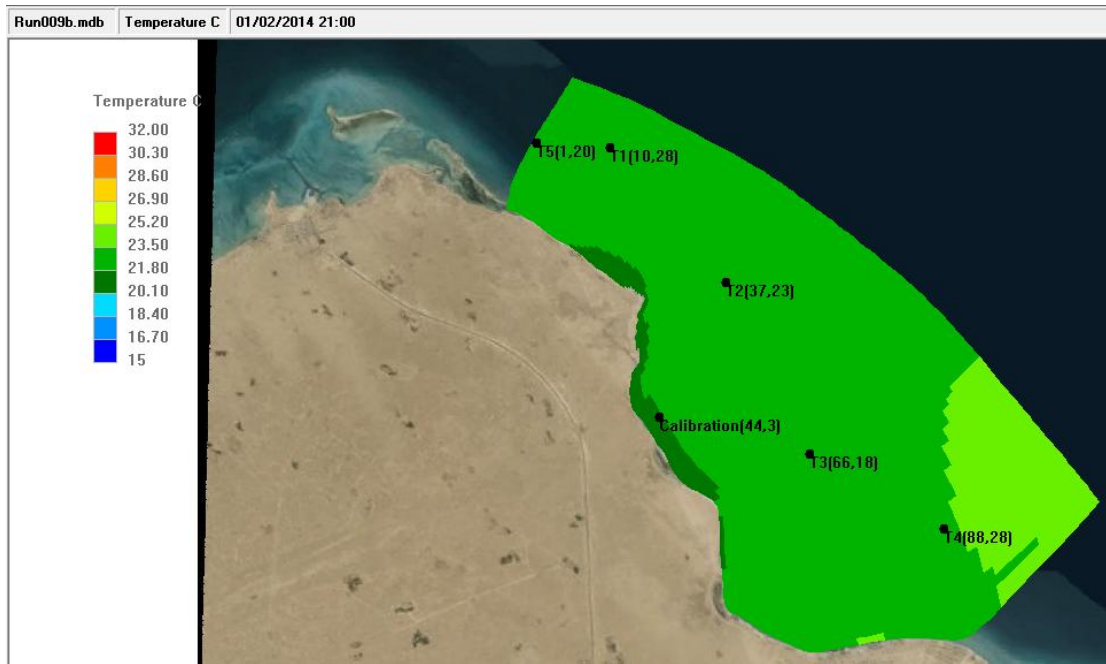 Run009b.mdb Temperature C 01/02/2014 21:00
Temperature C
32.00
30.30
28.60
26.90
25.20
23.50
21.80
20.10
18.40
16.70
15
T5(1,20)
T1(10,28)
T2(37,23)
Calibration(44,3)
T3(66,18)
T4(88,28)